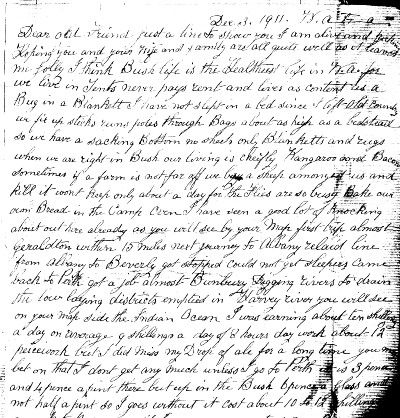 Dec. 3. 1911. W. A.
Dear old Friend just a line to show you I am alive and
Hoping you and your Wife and family are all quite well as it leaves
me jolly I think Bush life is the Healthiest life in W.A. for
we live in Tents never pays rent and lives as content as a
Bug in a Blankett I have not slept in a bed since I left Old Country
we fix up sticks runs poles through Bags about as high as a bedstead
so we have a sacking Bottom no sheets only Blanketts and rugs
when we are right in Bush our living is cheifly Kangaroo and Bacon
sometimes if a farm is not far off we buy a sheep among us and
kill it wont keep only about a day for the Flies are so busy Bake our
own Bread in the Camp Oven I have seen a good lot of Knocking
about out here already as you will see by your Map first trip almost
Geraldton within 15 miles next journey to Albany relaid line
from Albany to Beverly got stopped Could not get sleepers Came
back to Perth got a job almost Bunbury Digging rivers to drain
the low laying districts emptied in Harvey river you will see
on your Map side the Indian Ocean I was earning about ten shillings
a day on average 9 shillings a day of 8 hours day work about 12
peicework but I did miss my Drop of ale for a long time you may
bet on that I dont get any much unless I go to Perth it is 3 pence
and 4 pence a pint there but up in the Bush 6 pence a glass and
not half a pint so I goes without it cost about 10 to 12 shillings